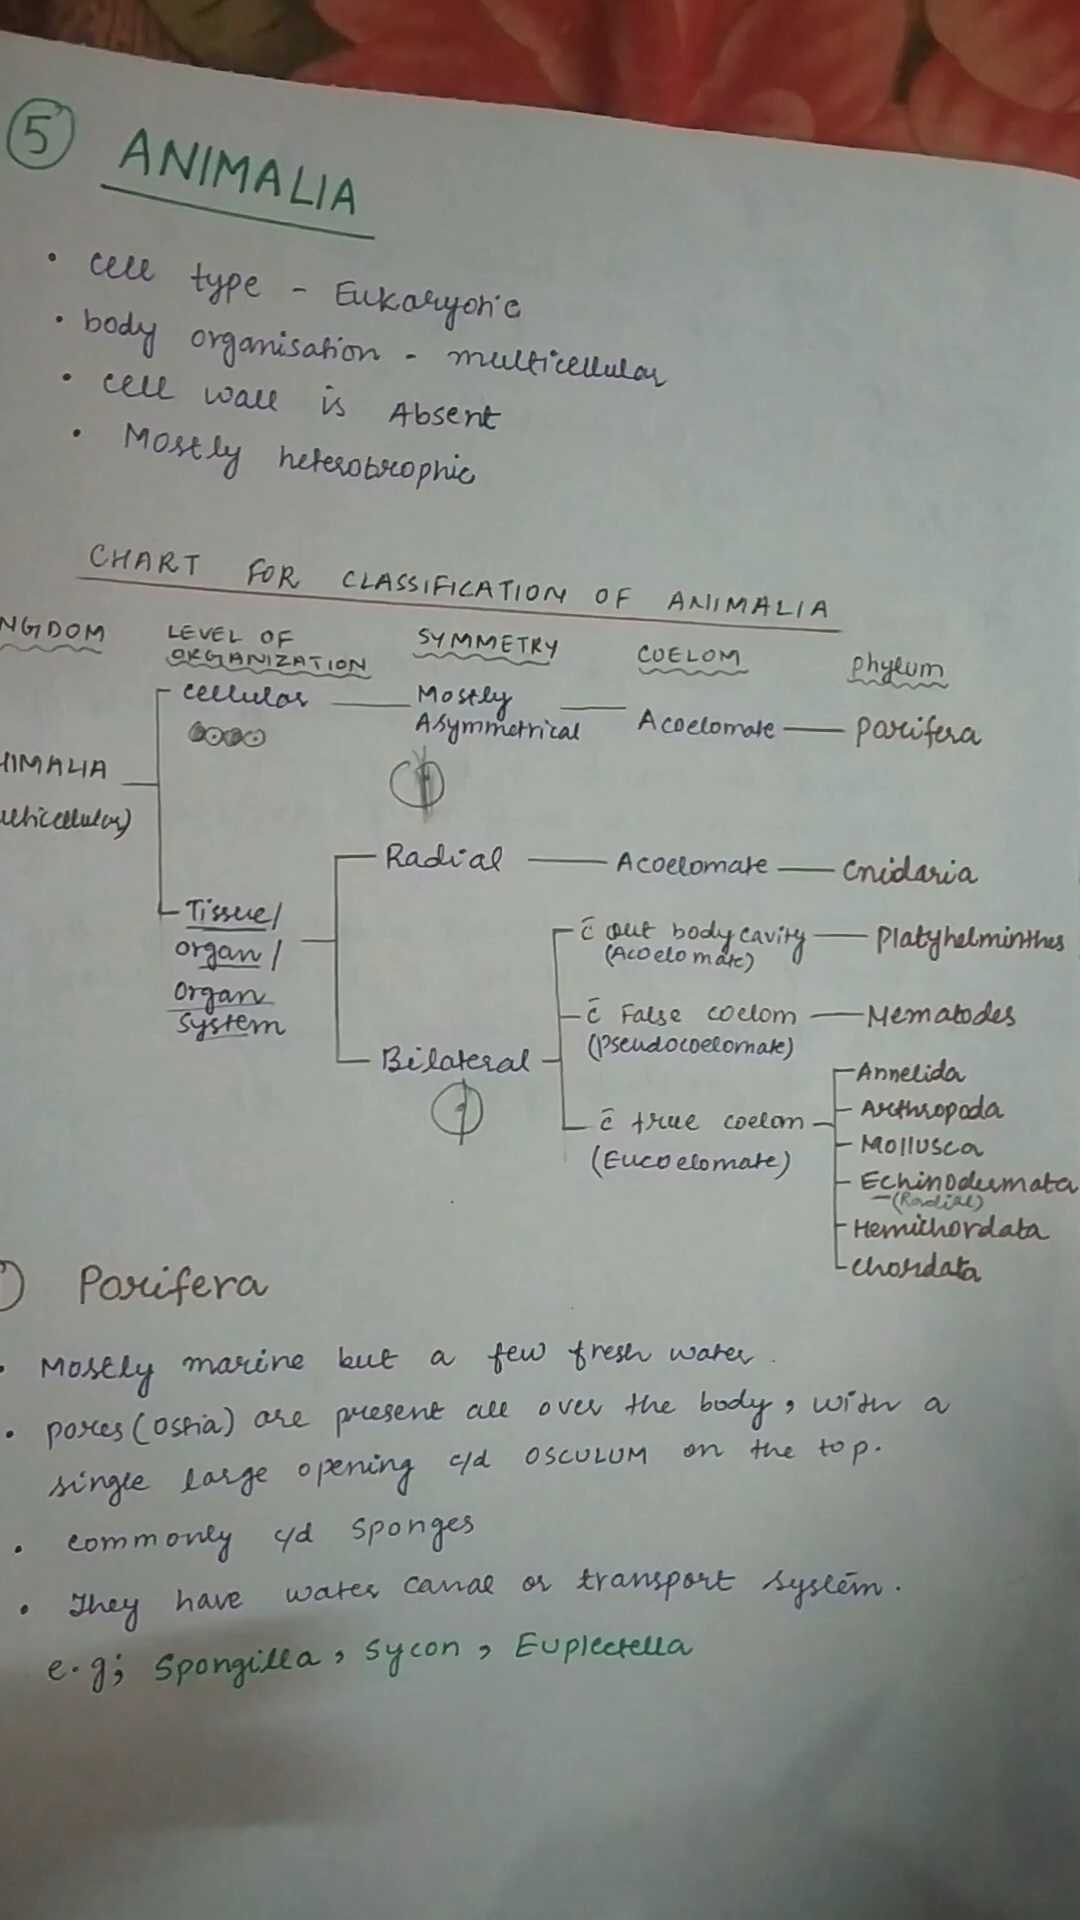 5 ANIMALIA
• cell type - Eukaryotic
• body organisation - multicellular
• cell wall is Absent
• Mostly heterotrophic
CHART FOR CLASSIFICATION OF ANIMALIA
NGDOM LEVEL OF ORGANIZATION SYMMETRY COELOM Phylum
cellular Mostly Asymmetrical Acoelomate Porifera
IMALIA
ulticellular)
Radial Acoelomate Cnidaria
Tissue/
organ/
organ
system
c̄ out body cavity Platyhelminthes
(Acoelomate)
c̄ False coelom Nematodes
(Pseudocoelomate)
Bilateral
c̄ true coelom
(Eucoelomate)
Annelida
Arthropoda
Mollusca
Echinodermata
-(Radial)
Hemichordata
Chordata
Porifera
• Mostly marine but a few fresh water.
• pores (ostia) are present all over the body, with a
single large opening c/d OSCULUM on the top.
• commonly c/d sponges
• They have water canal or transport system.
e.g; Spongilla, Sycon, Euplectella